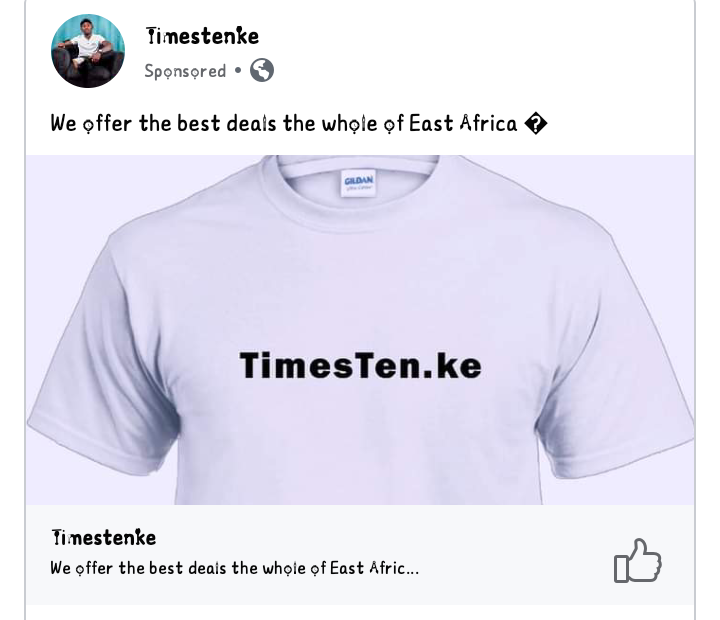 Timestenke
Sponsored •
We offer the best deals the whole of East Africa �
GILDAN
TimesTen.ke
Timestenke
We offer the best deals the whole of East Afric...